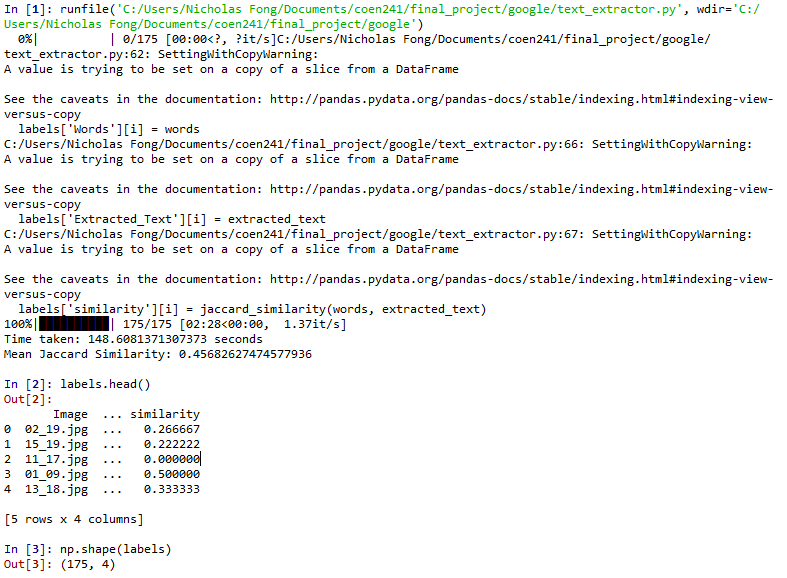 In [1]: runfile('C:/Users/Nicholas Fong/Documents/coen241/final_project/google/text_extractor.py', wdir='C:/
Users/Nicholas Fong/Documents/coen241/final_project/google')
  0%|          | 0/175 [00:00<?, ?it/s]C:/Users/Nicholas Fong/Documents/coen241/final_project/google/
text_extractor.py:62: SettingWithCopyWarning:
A value is trying to be set on a copy of a slice from a DataFrame

See the caveats in the documentation: http://pandas.pydata.org/pandas-docs/stable/indexing.html#indexing-view-
versus-copy
  labels['Words'][i] = words
C:/Users/Nicholas Fong/Documents/coen241/final_project/google/text_extractor.py:66: SettingWithCopyWarning:
A value is trying to be set on a copy of a slice from a DataFrame

See the caveats in the documentation: http://pandas.pydata.org/pandas-docs/stable/indexing.html#indexing-view-
versus-copy
  labels['Extracted_Text'][i] = extracted_text
C:/Users/Nicholas Fong/Documents/coen241/final_project/google/text_extractor.py:67: SettingWithCopyWarning:
A value is trying to be set on a copy of a slice from a DataFrame

See the caveats in the documentation: http://pandas.pydata.org/pandas-docs/stable/indexing.html#indexing-view-
versus-copy
  labels['similarity'][i] = jaccard_similarity(words, extracted_text)
100%|██████████| 175/175 [02:28<00:00,  1.37it/s]
Time taken: 148.6081371307373 seconds
Mean Jaccard Similarity: 0.45682627474577936

In [2]: labels.head()
Out[2]:
       Image  ... similarity
0  02_19.jpg  ...   0.266667
1  15_19.jpg  ...   0.222222
2  11_17.jpg  ...   0.000000
3  01_09.jpg  ...   0.500000
4  13_18.jpg  ...   0.333333

[5 rows x 4 columns]

In [3]: np.shape(labels)
Out[3]: (175, 4)